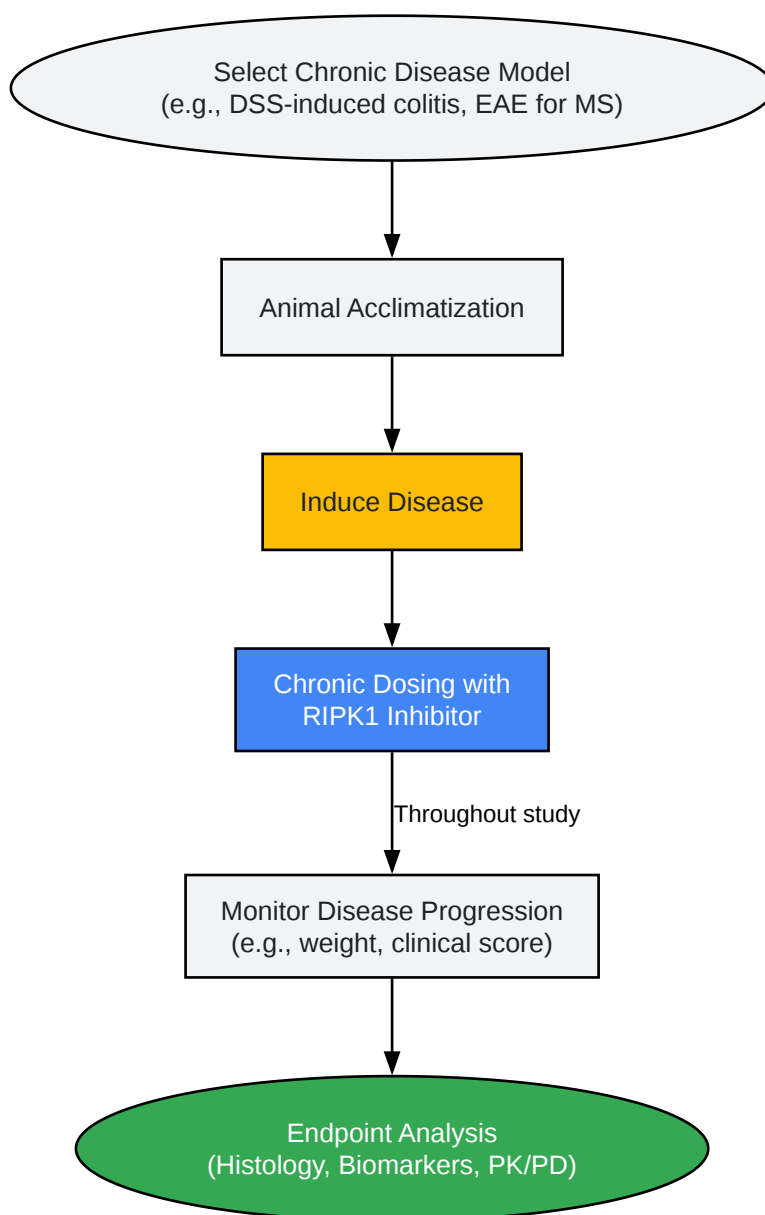 Select Chronic Disease Model
(e.g., DSS-induced colitis, EAE for MS)
Animal Acclimatization
Induce Disease
Chronic Dosing with
RIPK1 Inhibitor
Throughout study
Monitor Disease Progression
(e.g., weight, clinical score)
Endpoint Analysis
(Histology, Biomarkers, PK/PD)